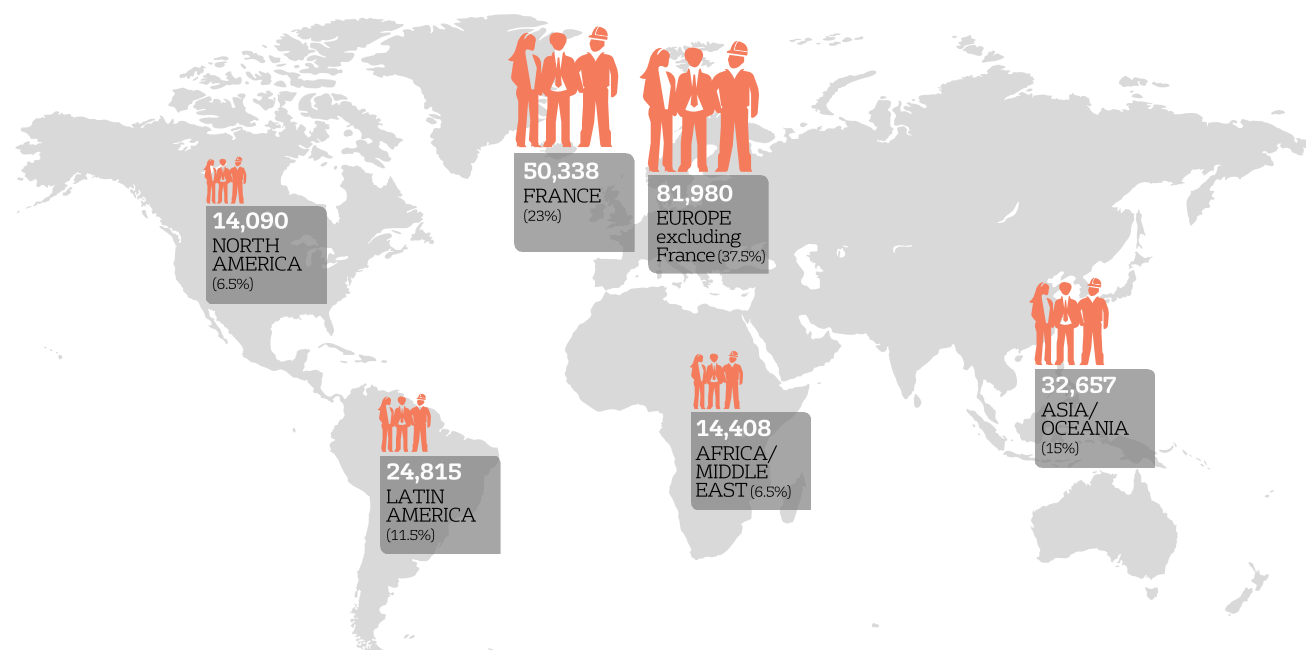 50,338
FRANCE
(23%)
81,980
EUROPE
excluding
France (37.5%)
14,090
NORTH
AMERICA
(6.5%)
32,657
ASIA/
OCEANIA
(15%)
14,408
AFRICA/
MIDDLE
EAST (6.5%)
24,815
LATIN
AMERICA
(11.5%)